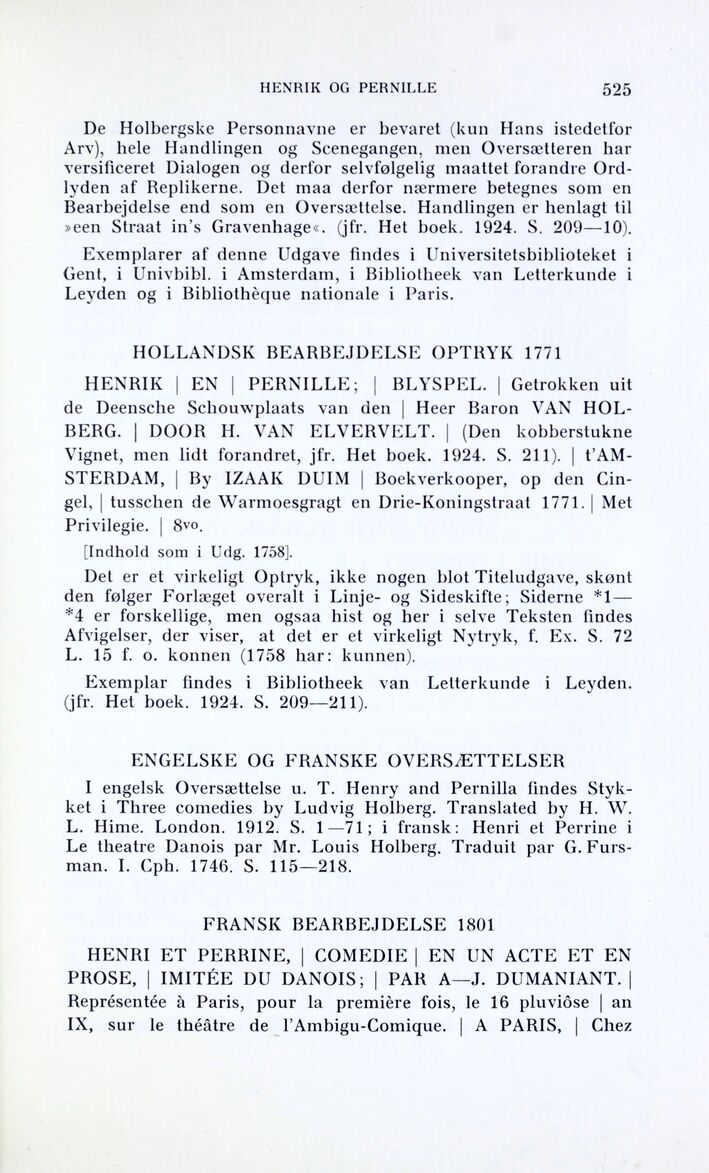 HENRIK OG PERNILLE 525
De Holbergske Personnavne er bevaret (kun Hans istedetfor
Arv), hele Handlingen og Scenegangen, men Oversætteren har
versificeret Dialogen og derfor selvfølgelig maattet forandre Ord-
lyden af Replikerne. Det maa derfor nærmere betegnes som en
Bearbejdelse end som en Oversættelse. Handlingen er henlagt til
»een Straat in's Gravenhage«. (jfr. Het boek. 1924. S. 209—10).
Exemplarer af denne Udgave findes i Universitetsbiblioteket i
Gent, i Univbibl. i Amsterdam, i Bibliotheek van Letterkunde i
Leyden og i Bibliothèque nationale i Paris.
HOLLANDSK BEARBEJDELSE OPTRYK 1771
HENRIK | EN | PERNILLE; | BLYSPEL. | Getrokken uit
de Deensche Schouwplaats van den | Heer Baron VAN HOL-
BERG. | DOOR H. VAN ELVERVELT. | (Den kobberstukne
Vignet, men lidt forandret, jfr. Het boek. 1924. S. 211). | t'AM-
STERDAM, | By IZAAK DUIM | Boekverkooper, op den Cin-
gel, | tusschen de Warmoesgragt en Drie-Koningstraat 1771. | Met
Privilegie. | 8vo.
[Indhold som i Udg. 1758].
Det er et virkeligt Optryk, ikke nogen blot Titeludgave, skønt
den følger Forlæget overalt i Linje- og Sideskifte; Siderne *1—
*4 er forskellige, men ogsaa hist og her i selve Teksten findes
Afvigelser, der viser, at det er et virkeligt Nytryk, f. Ex. S. 72
L. 15 f. o. konnen (1758 har: kunnen).
Exemplar findes i Bibliotheek van Letterkunde i Leyden.
(jfr. Het boek. 1924. S. 209—211).
ENGELSKE OG FRANSKE OVERSÆTTELSER
I engelsk Oversættelse u. T. Henry and Pernilla findes Styk-
ket i Three comedies by Ludvig Holberg. Translated by H. W.
L. Hime. London. 1912. S. 1—71; i fransk: Henri et Perrine i
Le theatre Danois par Mr. Louis Holberg. Traduit par G. Furs-
man. I. Cph. 1746. S. 115—218.
FRANSK BEARBEJDELSE 1801
HENRI ET PERRINE, | COMEDIE | EN UN ACTE ET EN
PROSE, | IMITÉE DU DANOIS; | PAR A—J. DUMANIANT. |
Représentée à Paris, pour la première fois, le 16 pluviôse | an
IX, sur le théâtre de l'Ambigu-Comique. | A PARIS, | Chez